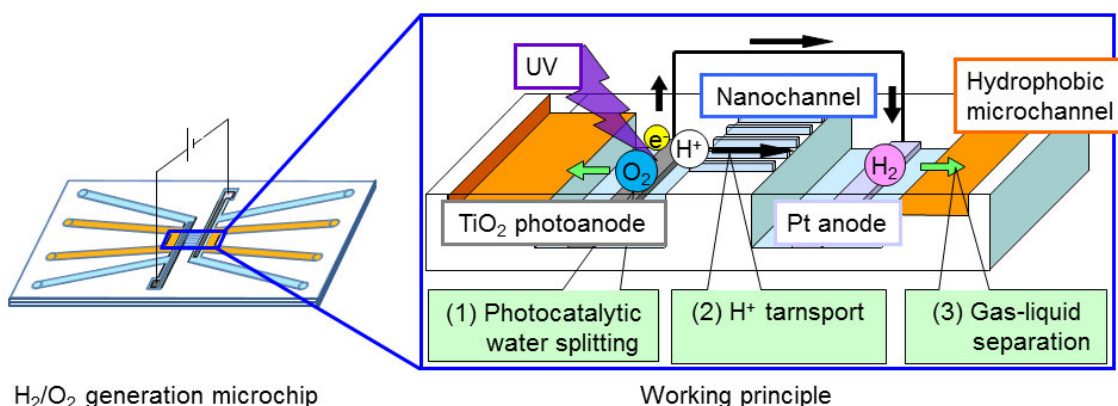 UV
Nanochannel
Hydrophobic
microchannel
e⁻
H⁺
O₂
H₂
TiO₂ photoanode
Pt anode
(1) Photocatalytic
water splitting
(2) H⁺ tarnsport
(3) Gas-liquid
separation
H₂/O₂ generation microchip
Working principle